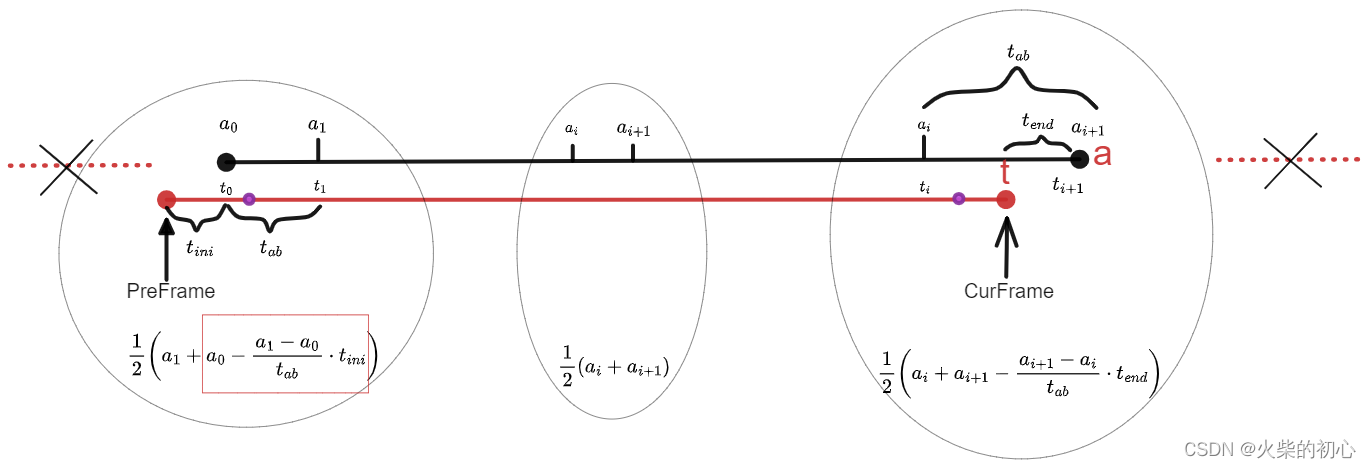 t_{ab}
a_0 a_1 a_i a_{i+1} a_i t_{end} a_{i+1}
a
t
t_0 t_1 t_i t_{i+1}
t_{ini} t_{ab}
PreFrame CurFrame
\frac{1}{2}\left(a_1 + a_0 - \frac{a_1 - a_0}{t_{ab}} \cdot t_{ini}\right)
\frac{1}{2}(a_i + a_{i+1})
\frac{1}{2}\left(a_i + a_{i+1} - \frac{a_{i+1} - a_i}{t_{ab}} \cdot t_{end}\right)
CSDN @火柴的初心